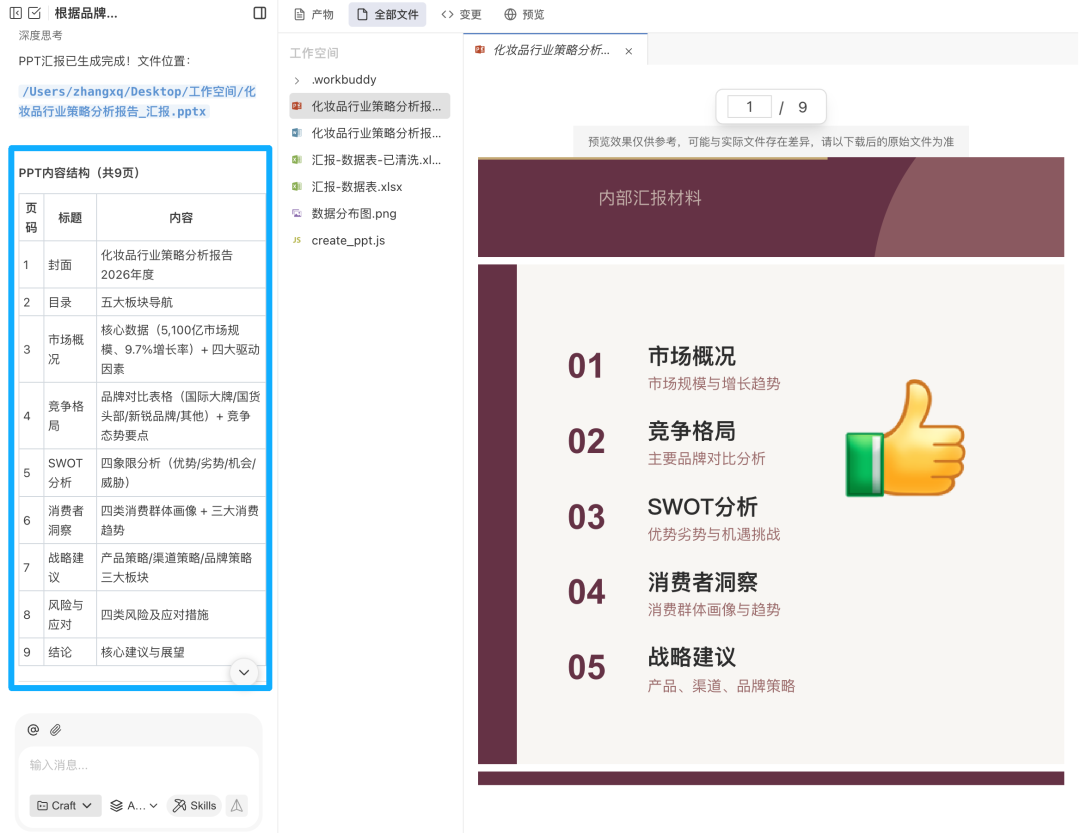 根据品牌...
深度思考
PPT汇报已生成完成！文件位置：
/Users/zhangxq/Desktop/工作空间/化
妆品行业策略分析报告_汇报.pptx
PPT内容结构（共9页）
页码 标题 内容
1 封面 化妆品行业策略分析报告
2026年度
2 目录 五大板块导航
3 市场概况 核心数据（5,100亿市场规
模、9.7%增长率）+ 四大驱动
因素
4 竞争格局 品牌对比表格（国际大牌/国货
头部/新锐品牌/其他）+ 竞争
态势要点
5 SWOT分析 四象限分析（优势/劣势/机会/
威胁）
6 消费者洞察 四类消费群体画像 + 三大消费
趋势
7 战略建议 产品策略/渠道策略/品牌策略
三大板块
8 风险与应对 四类风险及应对措施
9 结论 核心建议与展望
@
输入消息...
Craft A... Skills
产物 全部文件 变更 预览
工作空间
.workbuddy
化妆品行业策略分析报...
化妆品行业策略分析报...
汇报-数据表-已清洗.xl...
汇报-数据表.xlsx
数据分布图.png
JS create_ppt.js
化妆品行业策略分析... ×
1 / 9
预览效果仅供参考，可能与实际文件存在差异，请以下载后的原始文件为准
内部汇报材料
01 市场概况
市场规模与增长趋势
02 竞争格局
主要品牌对比分析
03 SWOT分析
优势劣势与机遇挑战
04 消费者洞察
消费群体画像与趋势
05 战略建议
产品、渠道、品牌策略